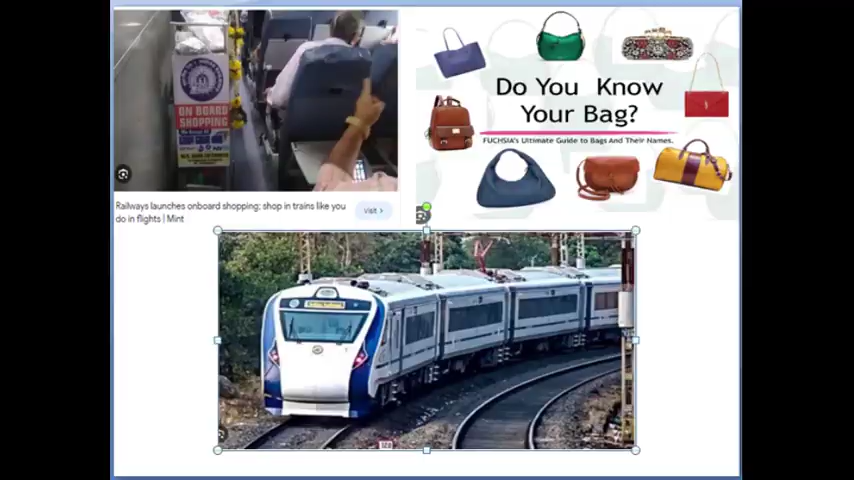 ON BOARD
SHOPPING
Railways launches onboard shopping; shop in trains like you
do in flights | Mint
Visit >
Do You Know
Your Bag?
FUCHSIA's Ultimate Guide to Bags And Their Names.